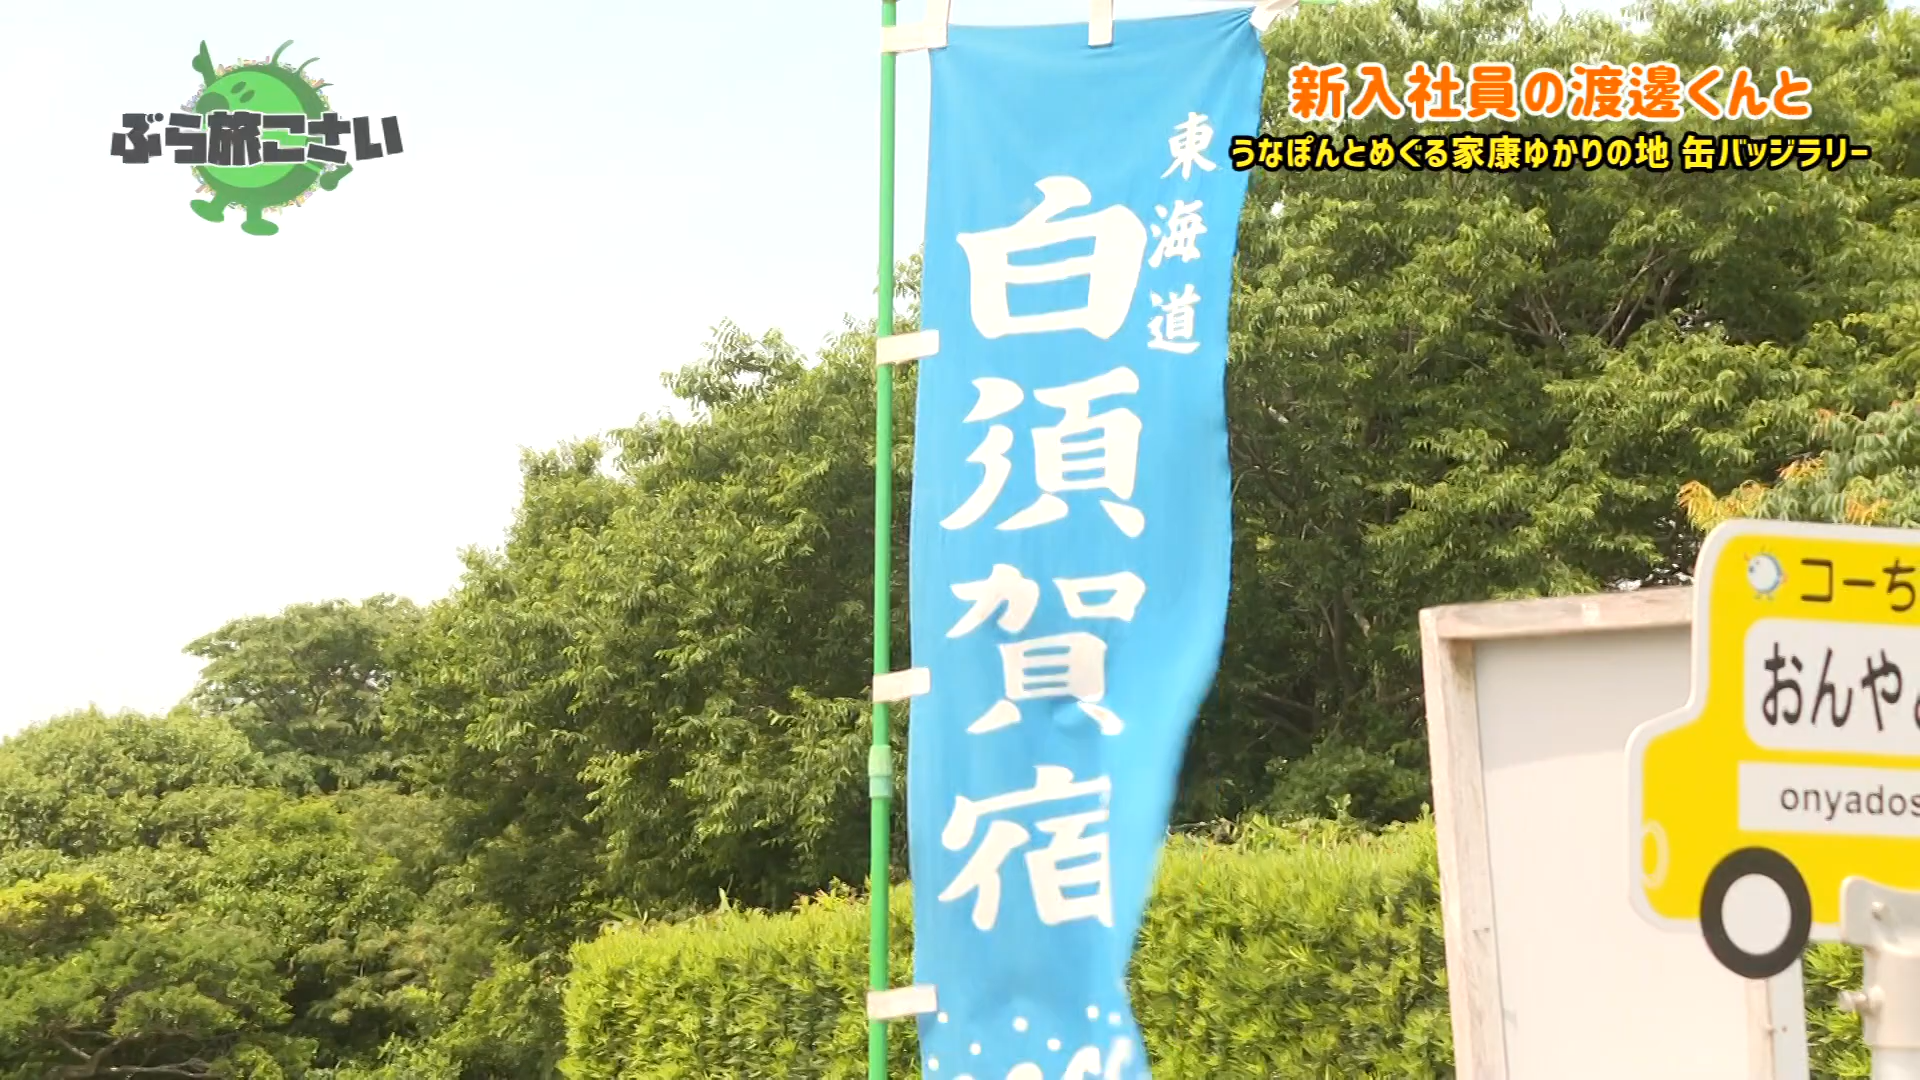 ぶら旅こさい
新入社員の渡邊くんと
うなぽんとめぐる家康ゆかりの地 缶バッジラリー
東海道
白須賀宿
コーち
おんや
onyados